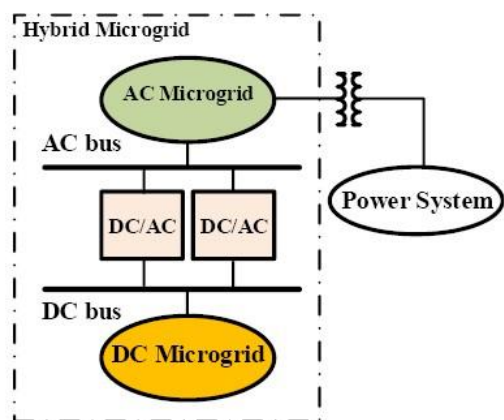 Hybrid Microgrid
AC Microgrid
AC bus
DC/AC DC/AC
Power System
DC bus
DC Microgrid